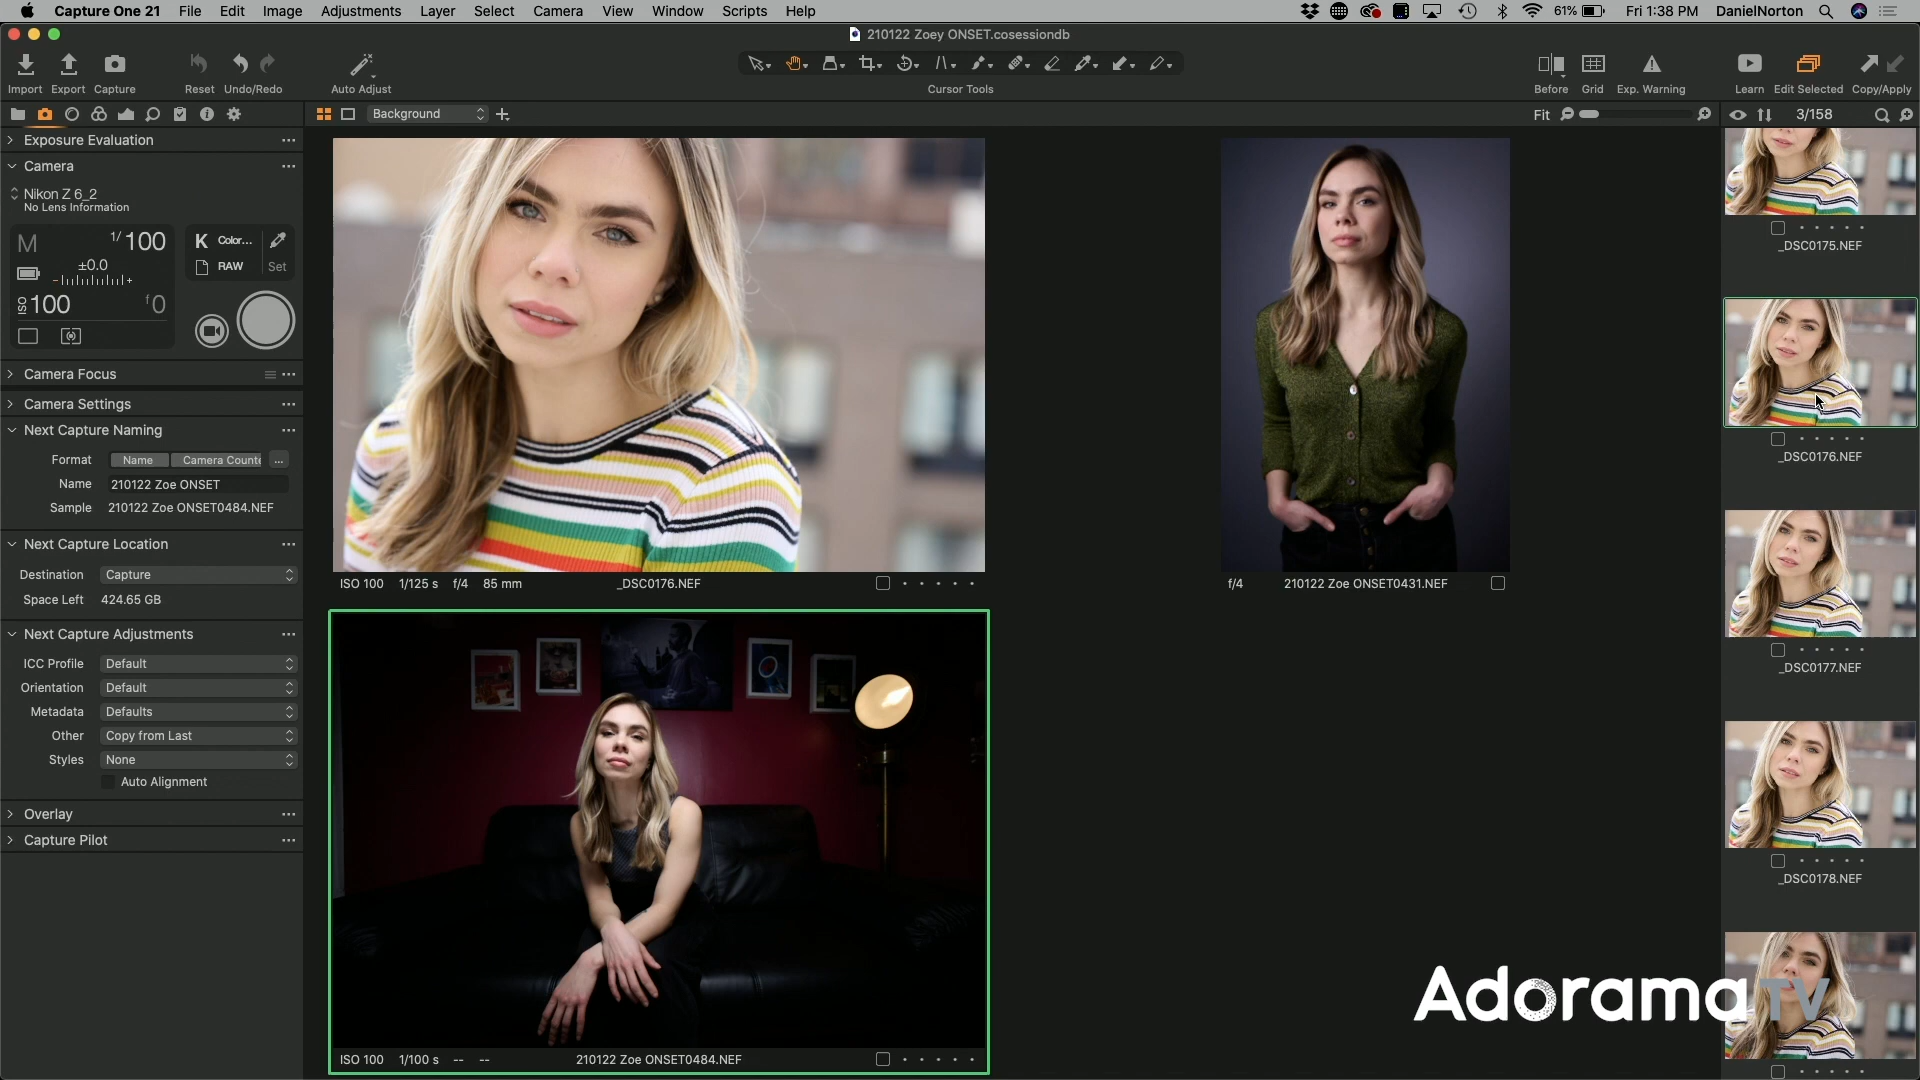 Capture One 21 File Edit Image Adjustments Layer Select Camera View Window Scripts Help 61% Fri 1:38 PM DanielNorton
210122 Zoey ONSET.cosessiondb
Import Export Capture Reset Undo/Redo Auto Adjust Cursor Tools Before Grid Exp. Warning Learn Edit Selected Copy/Apply
Background Fit 3/158
Exposure Evaluation
Camera
Nikon Z 6_2
No Lens Information
M 1/100 K Color...
±0.0
- +
RAW Set
ISO 100 f 0
Camera Focus
Camera Settings
Next Capture Naming
Format Name Camera Counte ...
Name 210122 Zoe ONSET
Sample 210122 Zoe ONSET0484.NEF
Next Capture Location
Destination Capture
Space Left 424.65 GB
Next Capture Adjustments
ICC Profile Default
Orientation Default
Metadata Defaults
Other Copy from Last
Styles None
Auto Alignment
Overlay
Capture Pilot
ISO 100 1/125 s f/4 85 mm _DSC0176.NEF
f/4 210122 Zoe ONSET0431.NEF
ISO 100 1/100 s -- -- 210122 Zoe ONSET0484.NEF
_DSC0175.NEF
_DSC0176.NEF
_DSC0177.NEF
_DSC0178.NEF
Adorama TV